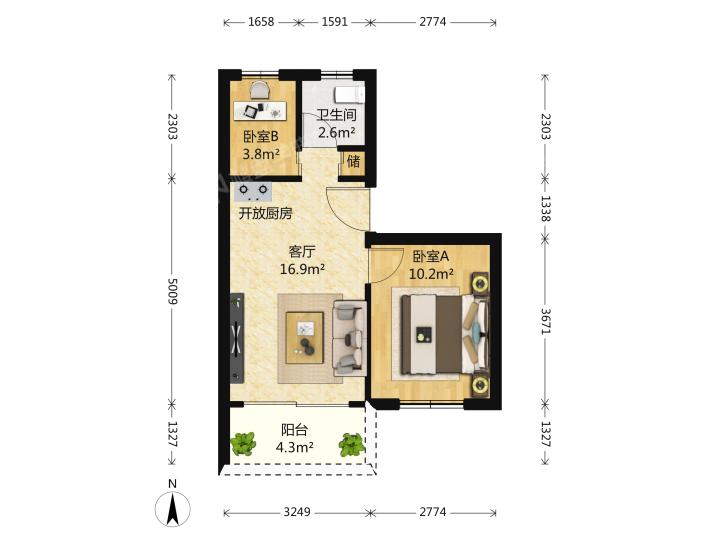 1658
1591
2774
2303
2303
卫生间
2.6m²
卧室B
3.8m²
储
1338
开放厨房
客厅
16.9m²
卧室A
10.2m²
5009
3671
阳台
4.3m²
1327
1327
N
3249
2774